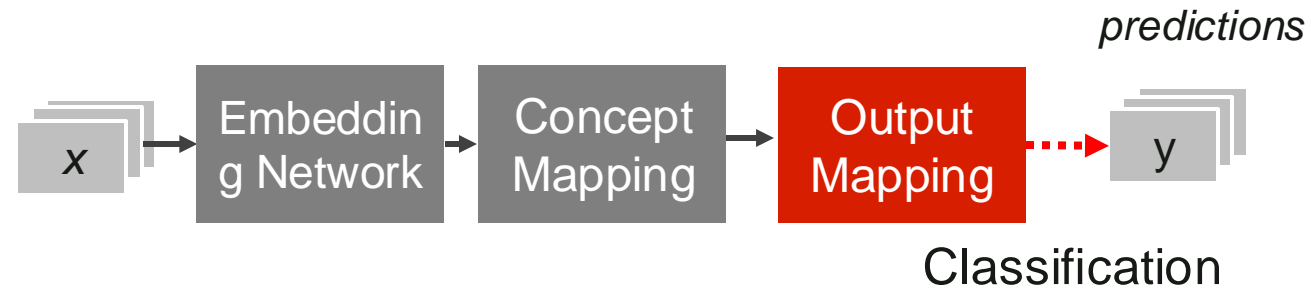 predictions
x
Embeddin
g Network
Concept
Mapping
Output
Mapping
y
Classification